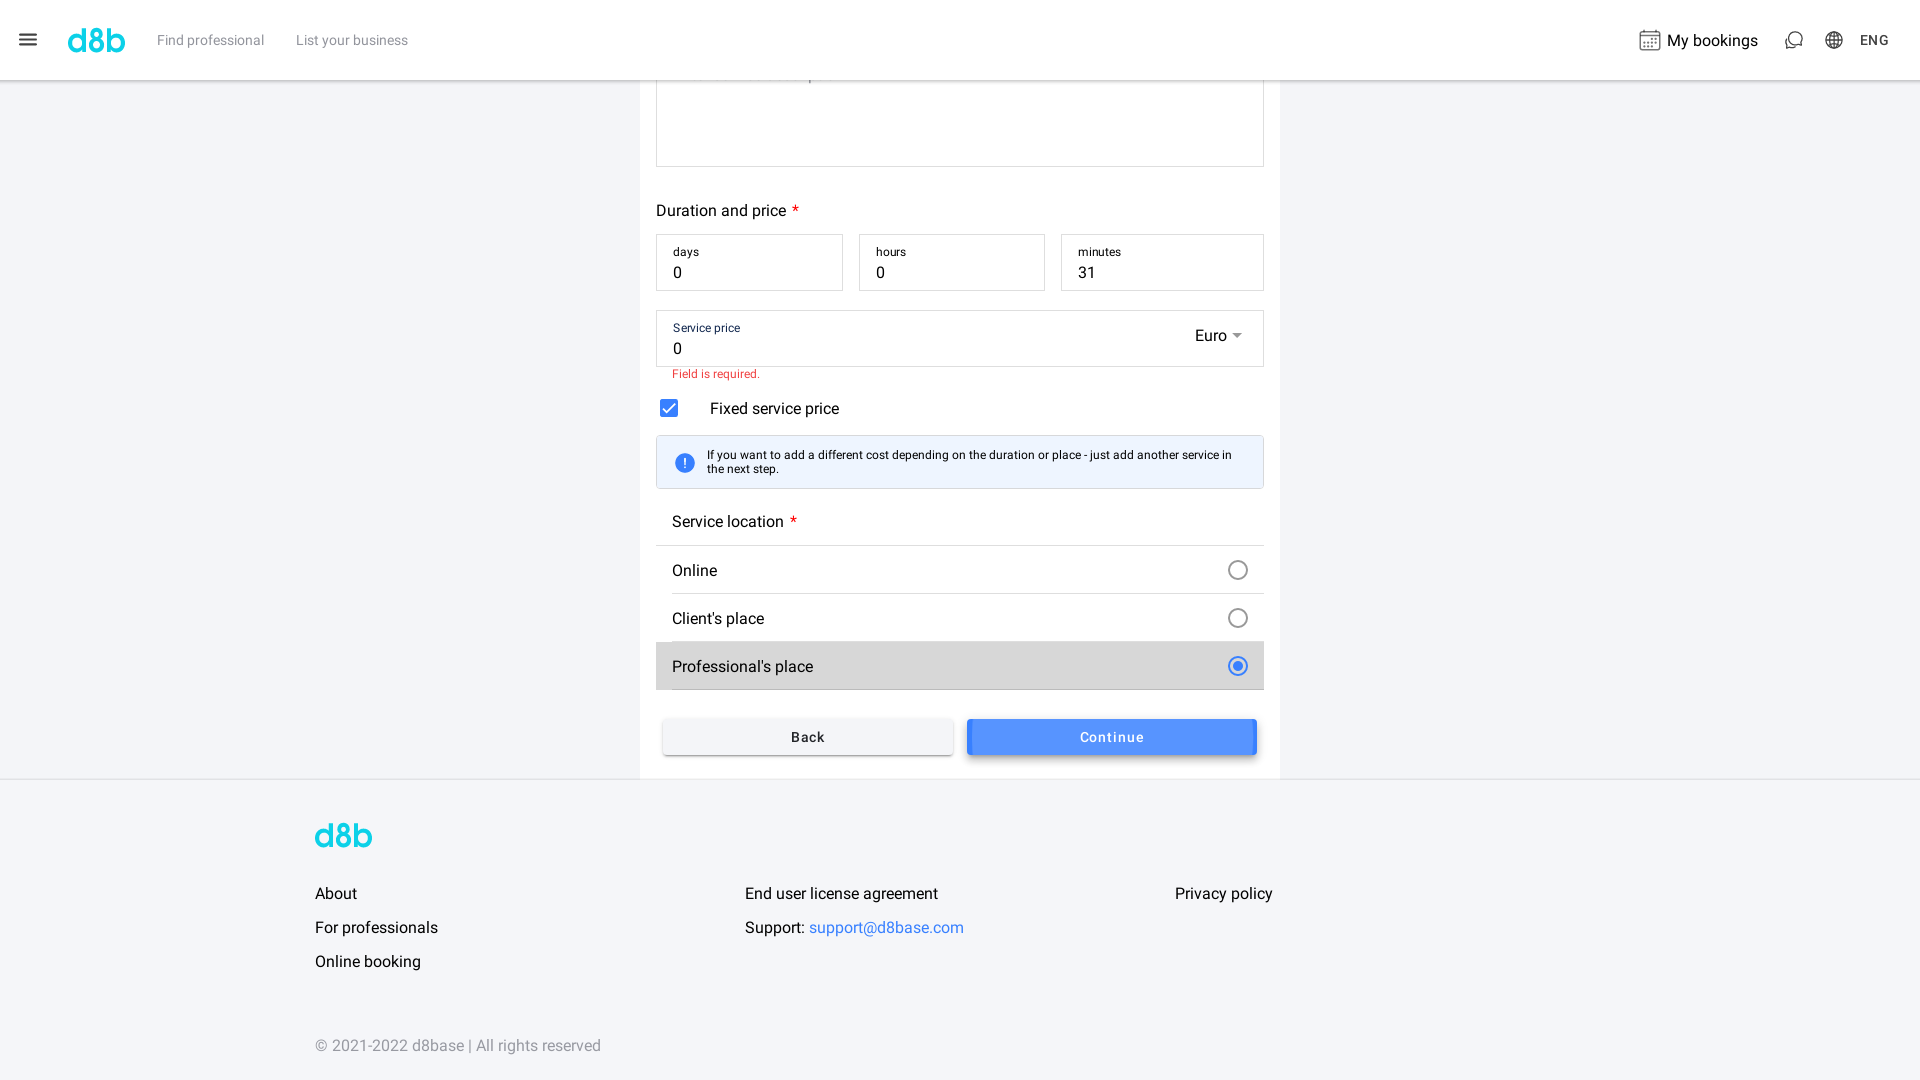 d8b
Find professional
List your business
My bookings
ENG
Duration and price *
days
0
hours
0
minutes
31
Service price
0
Euro
Field is required.
Fixed service price
If you want to add a different cost depending on the duration or place - just add another service in
the next step.
Service location *
Online
Client's place
Professional's place
Back
Continue
d8b
About
End user license agreement
Privacy policy
For professionals
Support: support@d8base.com
Online booking
© 2021-2022 d8base | All rights reserved